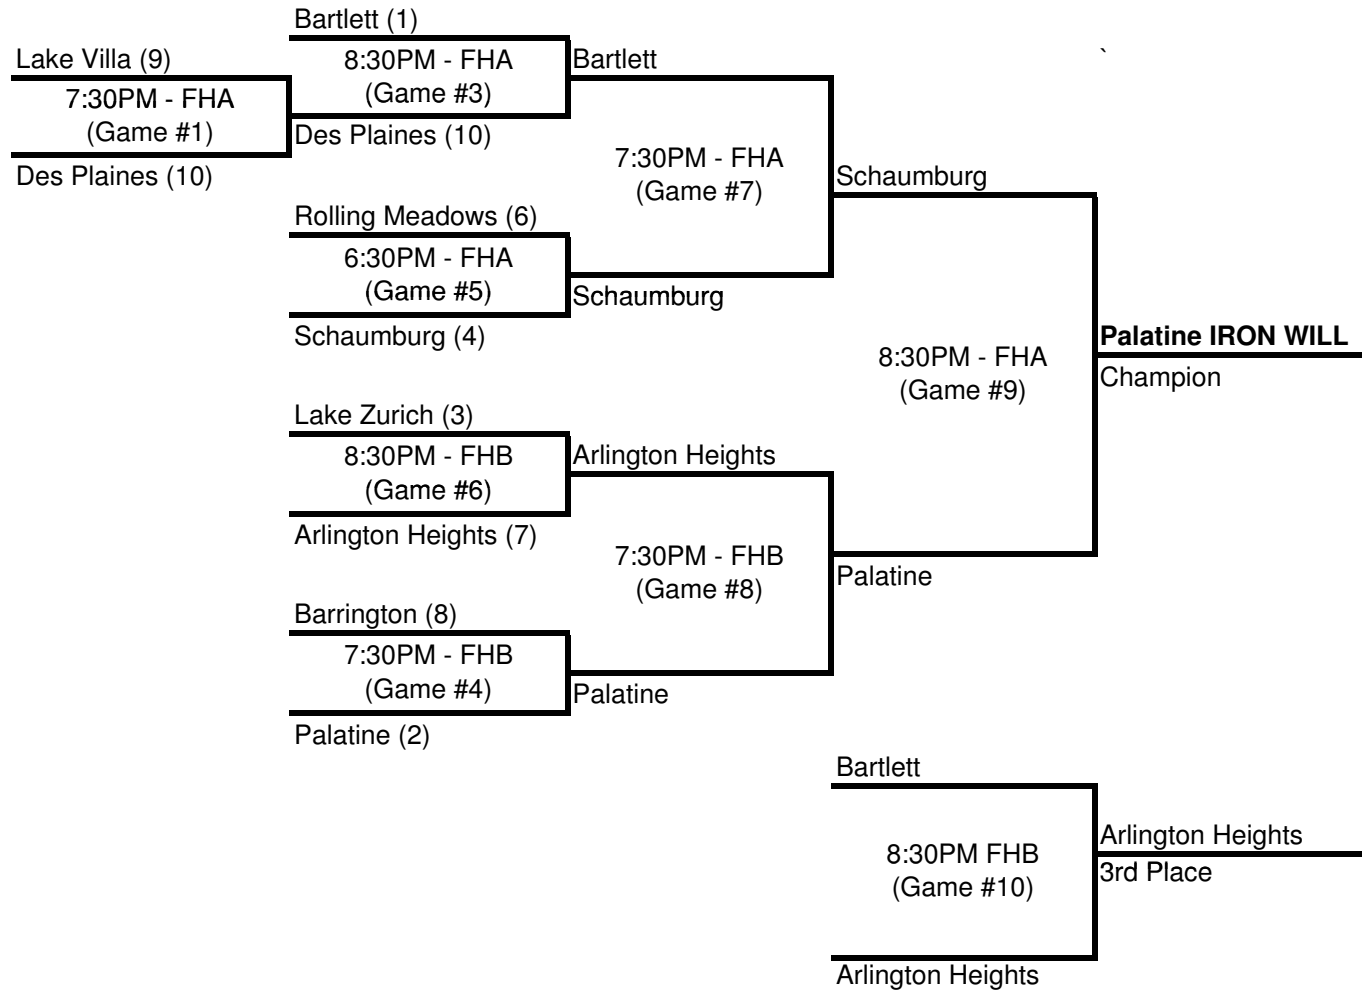 Bartlett (1)
Lake Villa (9)
8:30PM - FHA
(Game #3)
Bartlett
`
7:30PM - FHA
(Game #1)
Des Plaines (10)
Des Plaines (10)
7:30PM - FHA
(Game #7)
Schaumburg
Rolling Meadows (6)
6:30PM - FHA
(Game #5)
Schaumburg
Schaumburg (4)
8:30PM - FHA
(Game #9)
Palatine IRON WILL
Champion
Lake Zurich (3)
8:30PM - FHB
(Game #6)
Arlington Heights
Arlington Heights (7)
7:30PM - FHB
(Game #8)
Palatine
Barrington (8)
7:30PM - FHB
(Game #4)
Palatine
Palatine (2)
Bartlett
8:30PM FHB
(Game #10)
Arlington Heights
3rd Place
Arlington Heights